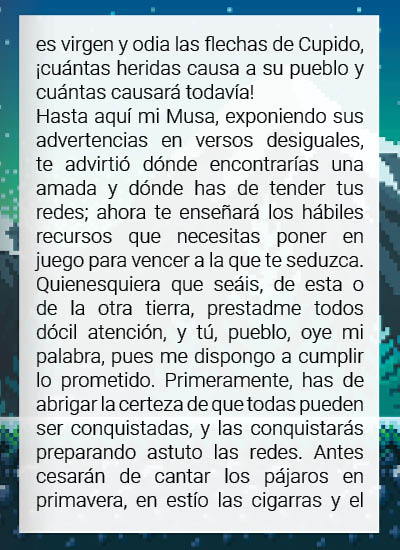 es virgen y odia las flechas de Cupido,
¡cuántas heridas causa a su pueblo y
cuántas causará todavía!
Hasta aquí mi Musa, exponiendo sus
advertencias en versos desiguales,
te advirtió dónde encontrarías una
amada y dónde has de tender tus
redes; ahora te enseñará los hábiles
recursos que necesitas poner en
juego para vencer a la que te seduzca.
Quienesquiera que seáis, de esta o
de la otra tierra, prestadme todos
dócil atención, y tú, pueblo, oye mi
palabra, pues me dispongo a cumplir
lo prometido. Primeramente, has de
abrigar la certeza de que todas pueden
ser conquistadas, y las conquistarás
preparando astuto las redes. Antes
cesarán de cantar los pájaros en
primavera, en estío las cigarras y el